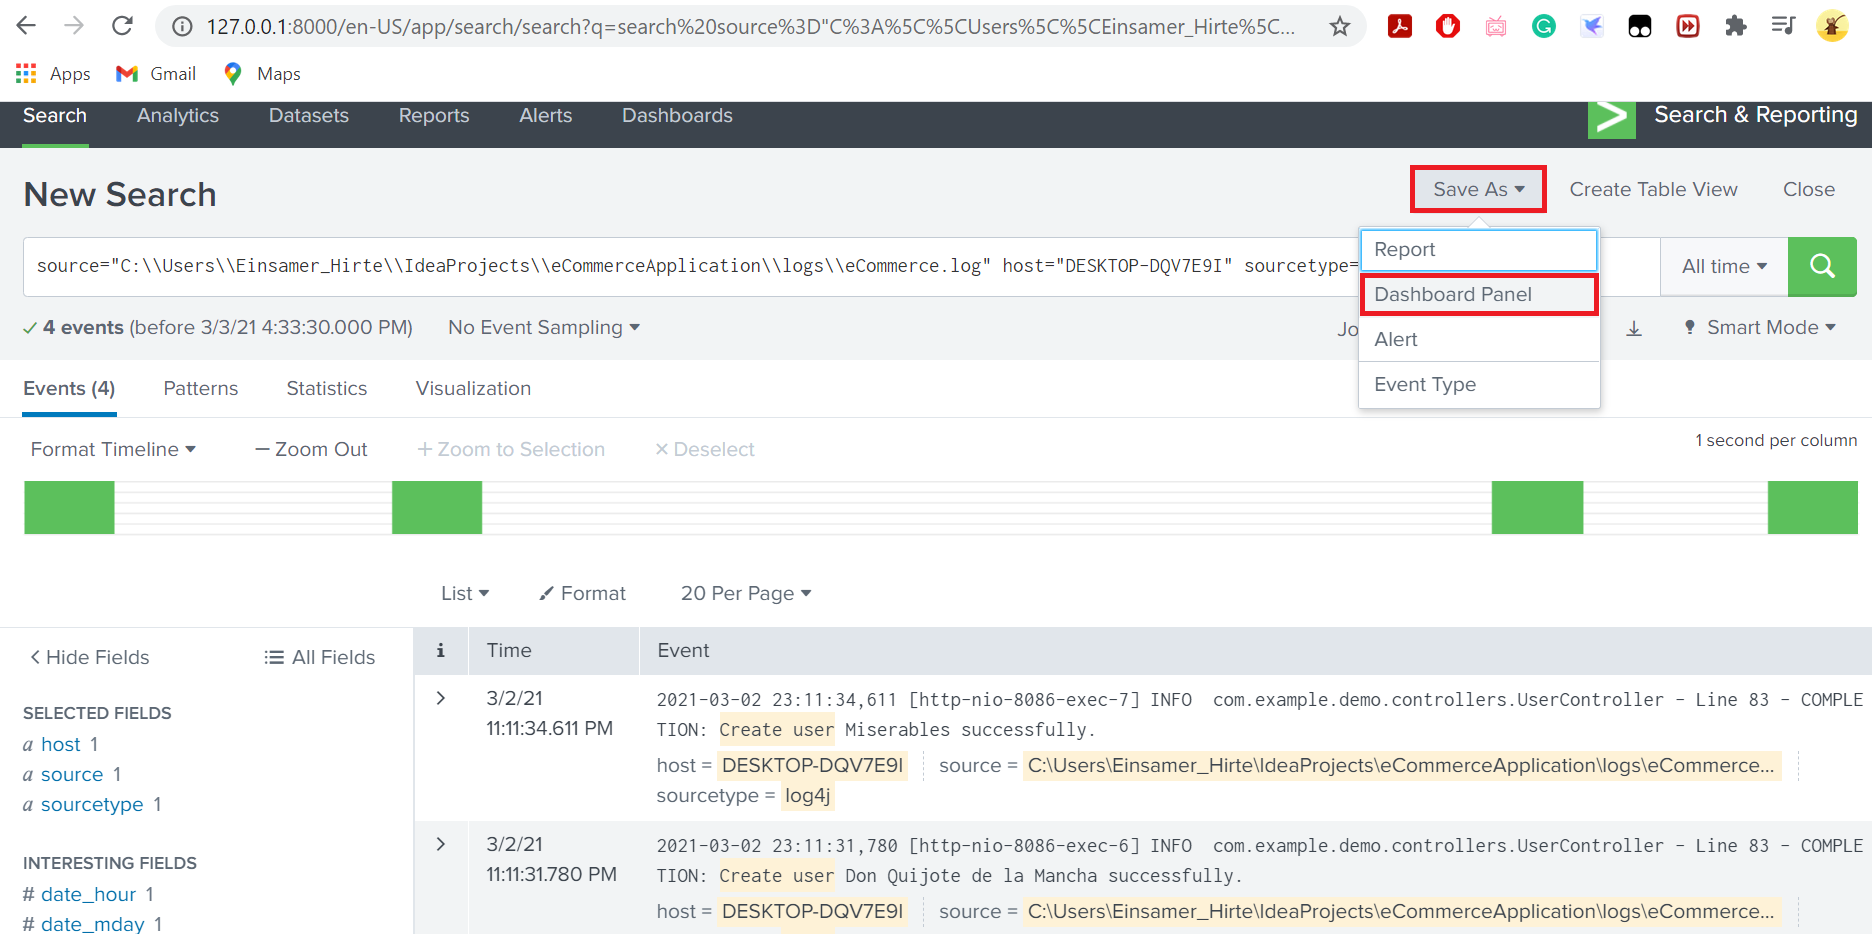 127.0.0.1:8000/en-US/app/search/search?q=search%20source%3D"C%3A%5C%5CUsers%5C%5CEinsamer_Hirte%5C...
Apps Gmail Maps
Search Analytics Datasets Reports Alerts Dashboards Search & Reporting
New Search Save As Create Table View Close
Report
source="C:\\Users\\Einsamer_Hirte\\IdeaProjects\\eCommerceApplication\\logs\\eCommerce.log" host="DESKTOP-DQV7E9I" sourcetype= All time
Dashboard Panel
4 events (before 3/3/21 4:33:30.000 PM) No Event Sampling Jo Smart Mode
Alert
Event Type
Events (4) Patterns Statistics Visualization
Format Timeline — Zoom Out + Zoom to Selection × Deselect 1 second per column
List Format 20 Per Page
Hide Fields All Fields
i Time Event
SELECTED FIELDS
a host 1
a source 1
a sourcetype 1
INTERESTING FIELDS
# date_hour 1
# date_mday 1
3/2/21
11:11:34.611 PM
2021-03-02 23:11:34,611 [http-nio-8086-exec-7] INFO com.example.demo.controllers.UserController - Line 83 - COMPLE
TION: Create user Miserables successfully.
host = DESKTOP-DQV7E9I source = C:\Users\Einsamer_Hirte\IdeaProjects\eCommerceApplication\logs\eCommerce...
sourcetype = log4j
3/2/21
11:11:31.780 PM
2021-03-02 23:11:31,780 [http-nio-8086-exec-6] INFO com.example.demo.controllers.UserController - Line 83 - COMPLE
TION: Create user Don Quijote de la Mancha successfully.
host = DESKTOP-DQV7E9I source = C:\Users\Einsamer_Hirte\IdeaProjects\eCommerceApplication\logs\eCommerce...